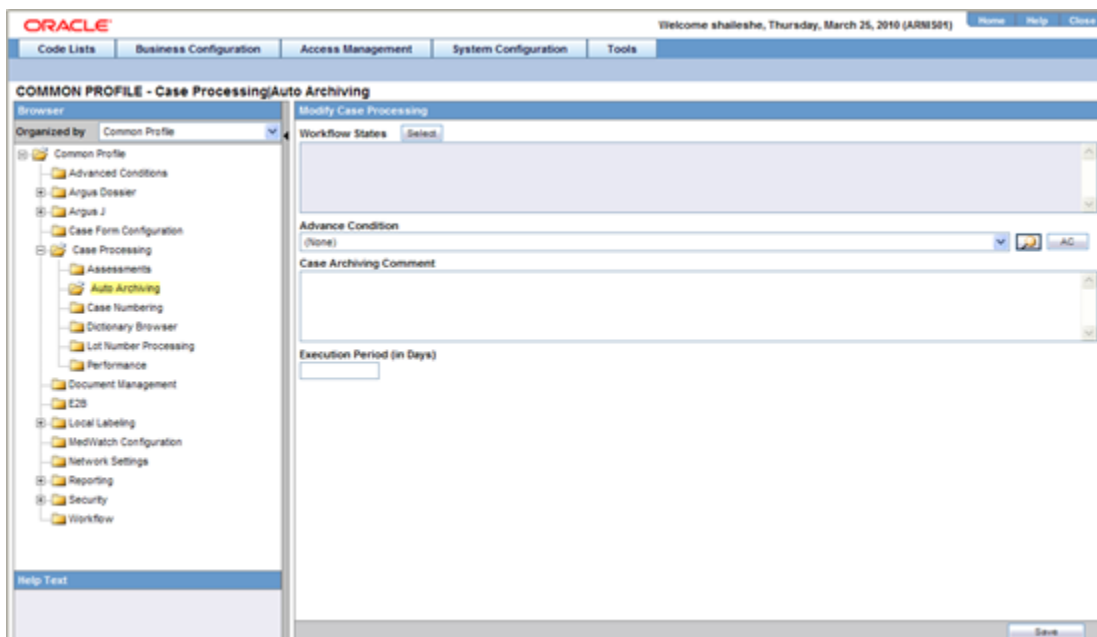 ORACLE
Welcome shaileshe, Thursday, March 25, 2010 (ARMIS01)
Home Help Close
Code Lists Business Configuration Access Management System Configuration Tools
COMMON PROFILE - Case Processing|Auto Archiving
Browser
Organized by Common Profile
Common Profile
Advanced Conditions
Argus Dossier
Argus J
Case Form Configuration
Case Processing
Assessments
Auto Archiving
Case Numbering
Dictionary Browser
Lot Number Processing
Performance
Document Management
E2B
Local Labeling
MedWatch Configuration
Network Settings
Reporting
Security
Workflow
Help Text
Modify Case Processing
Workflow States Select
Advance Condition
(None)
AC
Case Archiving Comment
Execution Period (in Days)
Save